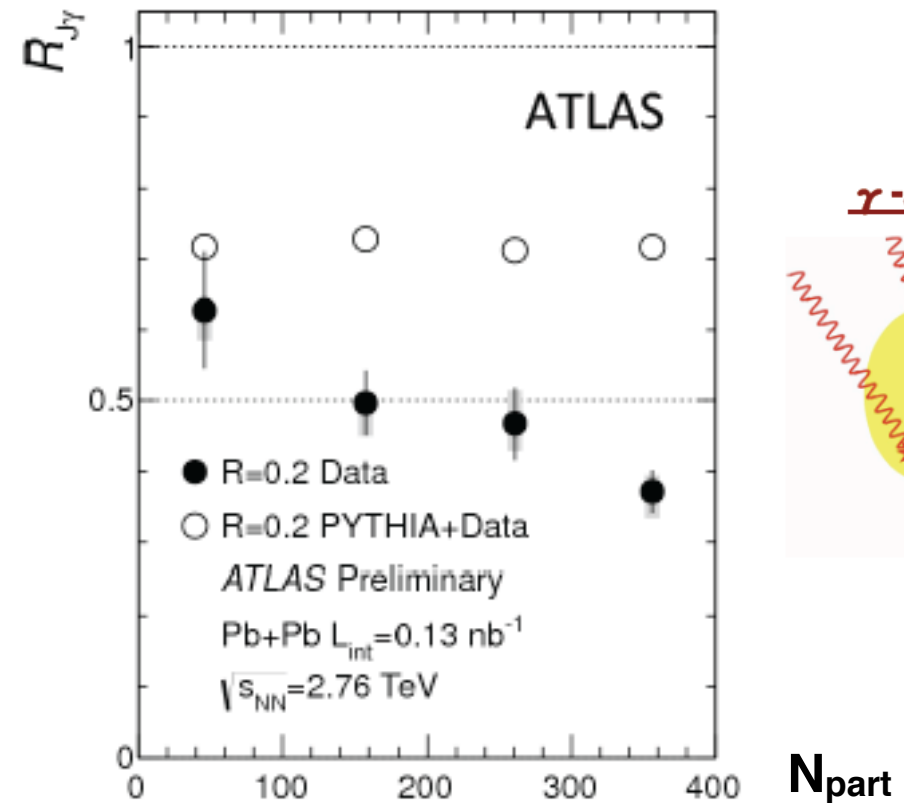 R_Jγ
1
ATLAS
γ-
0.5
R=0.2 Data
R=0.2 PYTHIA+Data
ATLAS Preliminary
Pb+Pb L_int=0.13 nb^-1
√s_NN=2.76 TeV
0
0 100 200 300 400
N_part